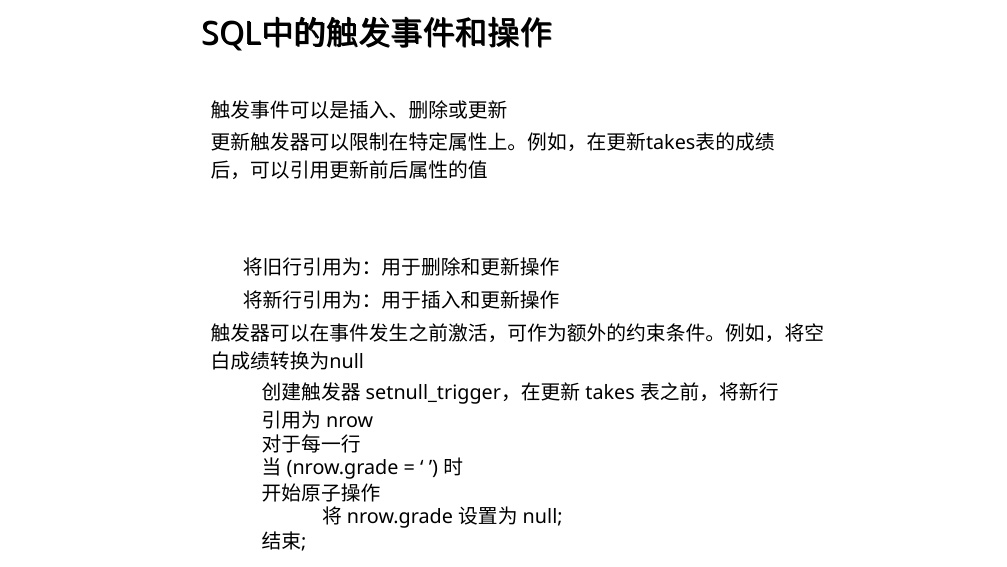 SQL中的触发事件和操作
触发事件可以是插入、删除或更新
更新触发器可以限制在特定属性上。例如，在更新takes表的成绩
后，可以引用更新前后属性的值
将旧行引用为：用于删除和更新操作
将新行引用为：用于插入和更新操作
触发器可以在事件发生之前激活，可作为额外的约束条件。例如，将空
白成绩转换为null
创建触发器 setnull_trigger，在更新 takes 表之前，将新行
引用为 nrow
对于每一行
当 (nrow.grade = ‘ ’) 时
开始原子操作
将 nrow.grade 设置为 null;
结束;